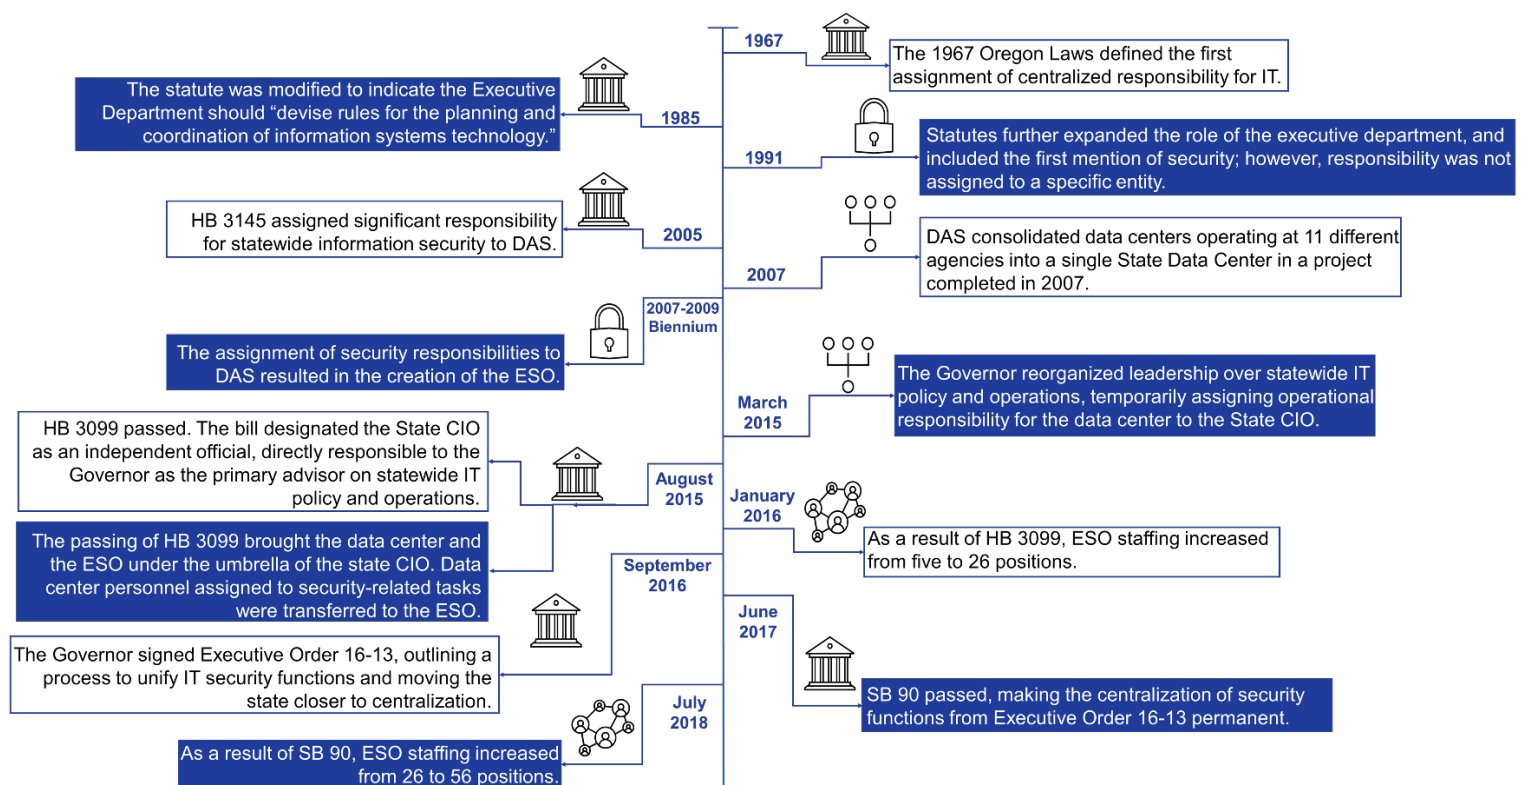 1967
The 1967 Oregon Laws defined the first
assignment of centralized responsibility for IT.
The statute was modified to indicate the Executive
Department should “devise rules for the planning and
coordination of information systems technology.”
1985
1991
Statutes further expanded the role of the executive department, and
included the first mention of security; however, responsibility was not
assigned to a specific entity.
HB 3145 assigned significant responsibility
for statewide information security to DAS.
2005
2007
DAS consolidated data centers operating at 11 different
agencies into a single State Data Center in a project
completed in 2007.
2007-2009
Biennium
The assignment of security responsibilities to
DAS resulted in the creation of the ESO.
March
2015
The Governor reorganized leadership over statewide IT
policy and operations, temporarily assigning operational
responsibility for the data center to the State CIO.
HB 3099 passed. The bill designated the State CIO
as an independent official, directly responsible to the
Governor as the primary advisor on statewide IT
policy and operations.
August
2015
The passing of HB 3099 brought the data center and
the ESO under the umbrella of the state CIO. Data
center personnel assigned to security-related tasks
were transferred to the ESO.
January
2016
As a result of HB 3099, ESO staffing increased
from five to 26 positions.
September
2016
The Governor signed Executive Order 16-13, outlining a
process to unify IT security functions and moving the
state closer to centralization.
June
2017
SB 90 passed, making the centralization of security
functions from Executive Order 16-13 permanent.
July
2018
As a result of SB 90, ESO staffing increased
from 26 to 56 positions.